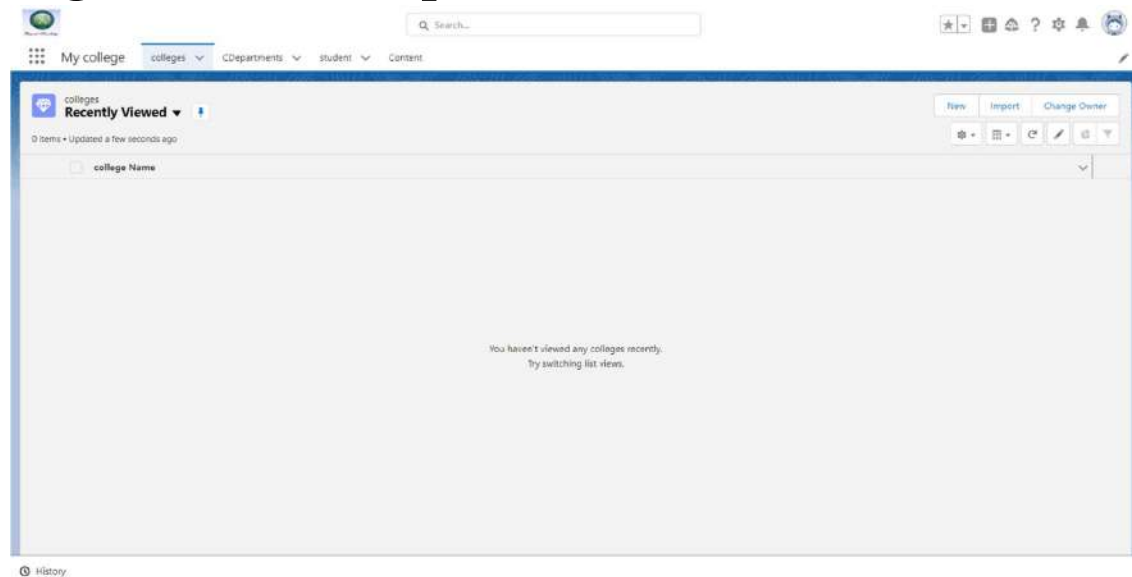 Search...
My college
colleges
CDepartments
student
Content
colleges
Recently Viewed
New
Import
Change Owner
0 items • Updated a few seconds ago
college Name
You haven't viewed any colleges recently.
Try switching list views.
History